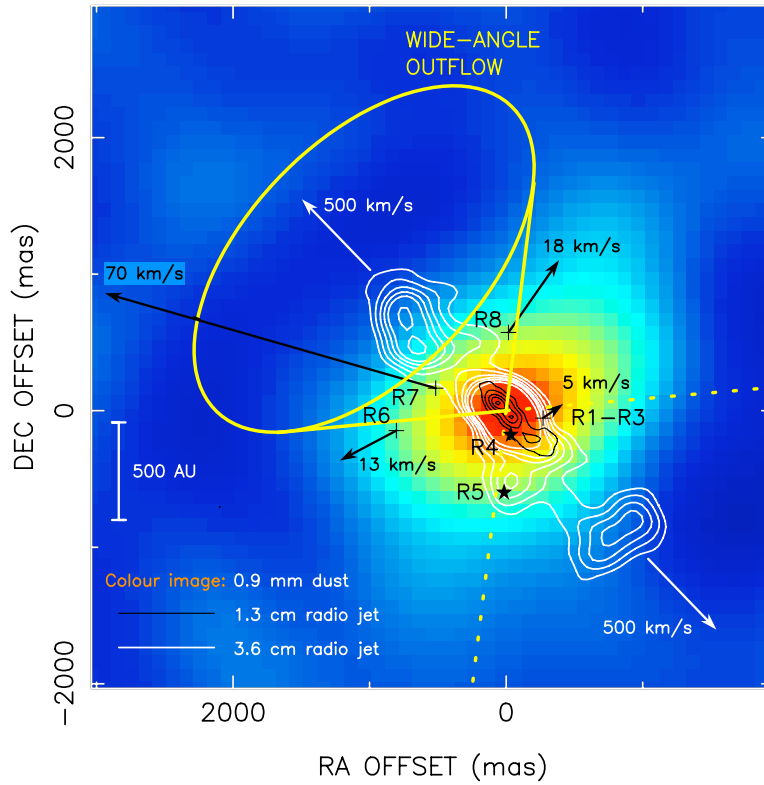 WIDE-ANGLE
OUTFLOW
500 km/s
18 km/s
70 km/s
R8
5 km/s
R7
R6
R1-R3
R4
13 km/s
500 AU
R5
Colour image: 0.9 mm dust
1.3 cm radio jet
3.6 cm radio jet
500 km/s
2000
0
-2000
DEC OFFSET (mas)
2000
0
RA OFFSET (mas)